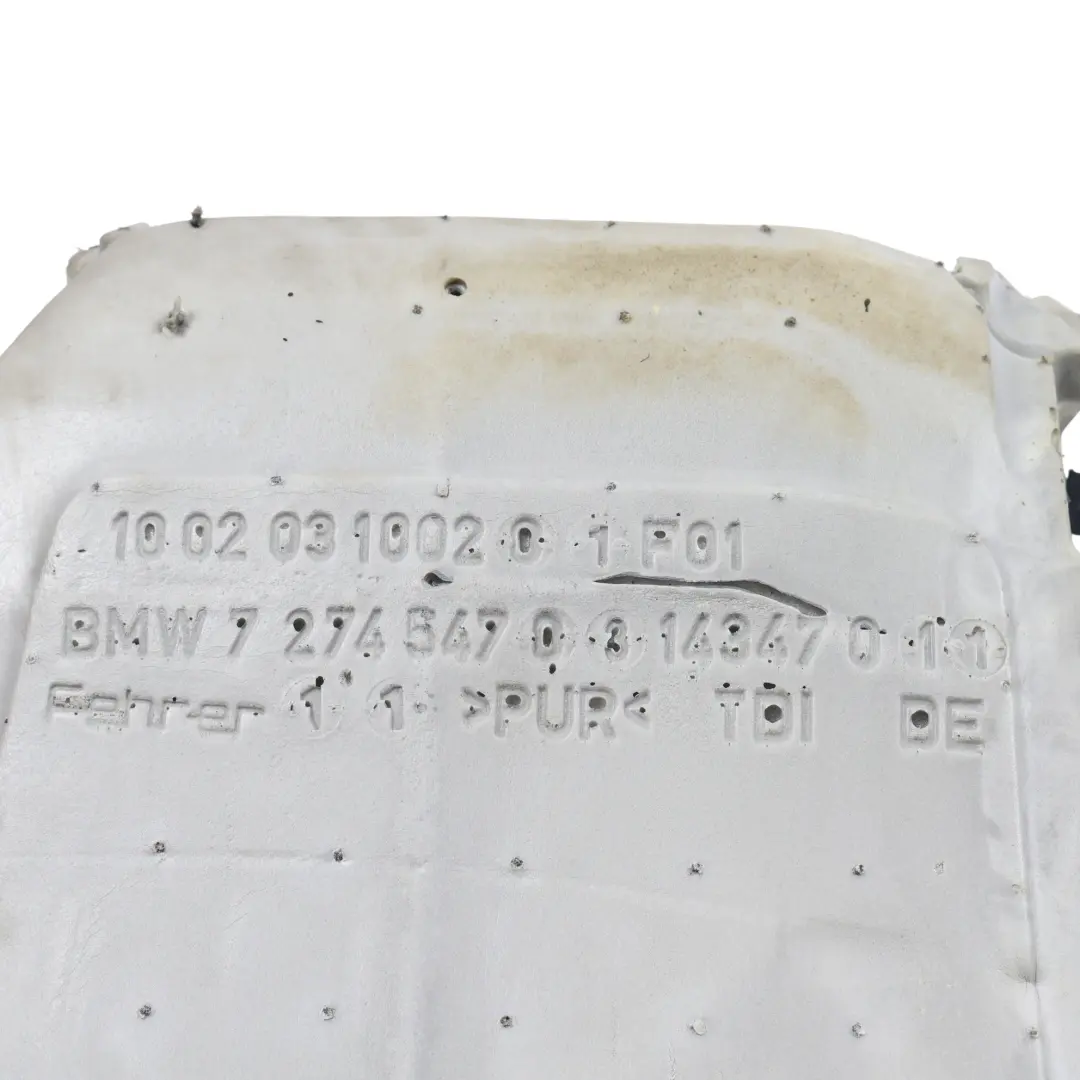 10 02 03 1002 0 1 F01
BMW 7 274 547 0 3 14347 0 1 1
Fehrer 1 1 >PUR< TDI DE